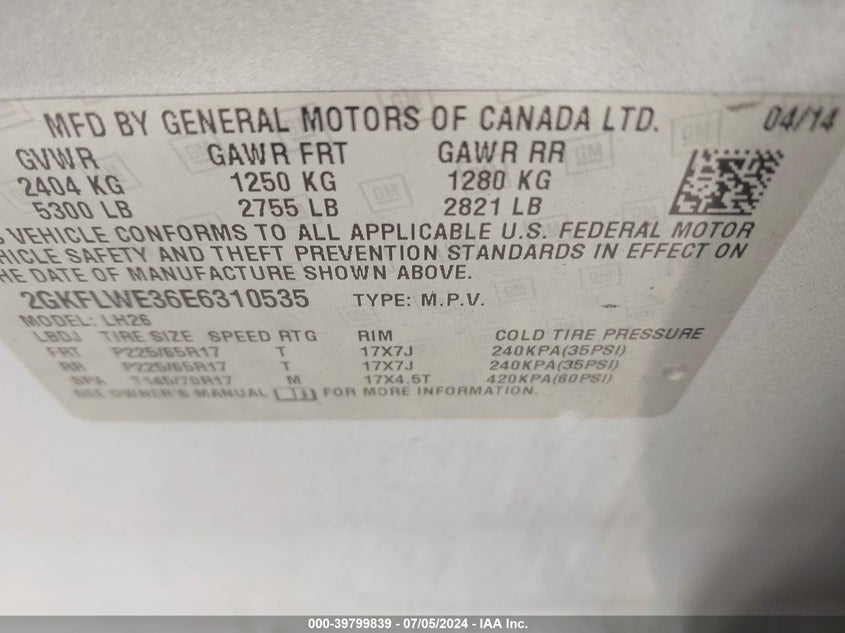 MFD BY GENERAL MOTORS OF CANADA LTD. 04/14
GVWR GAWR FRT GAWR RR
2404 KG 1250 KG 1280 KG
5300 LB 2755 LB 2821 LB
VEHICLE CONFORMS TO ALL APPLICABLE U.S. FEDERAL MOTOR
HICLE SAFETY AND THEFT PREVENTION STANDARDS IN EFFECT ON
HE DATE OF MANUFACTURE SHOWN ABOVE.
2GKFLWE36E6310535 TYPE: M.P.V.
MODEL: LH26
LBDJ TIRE SIZE SPEED RTG RIM COLD TIRE PRESSURE
FRT P225/65R17 T 17X7J 240KPA(35PSI)
RR P225/65R17 T 17X7J 240KPA(35PSI)
SPA T145/70R17 M 17X4.5T 420KPA(60PSI)
SEE OWNER'S MANUAL FOR MORE INFORMATION.
000-39799839 - 07/05/2024 - IAA Inc.